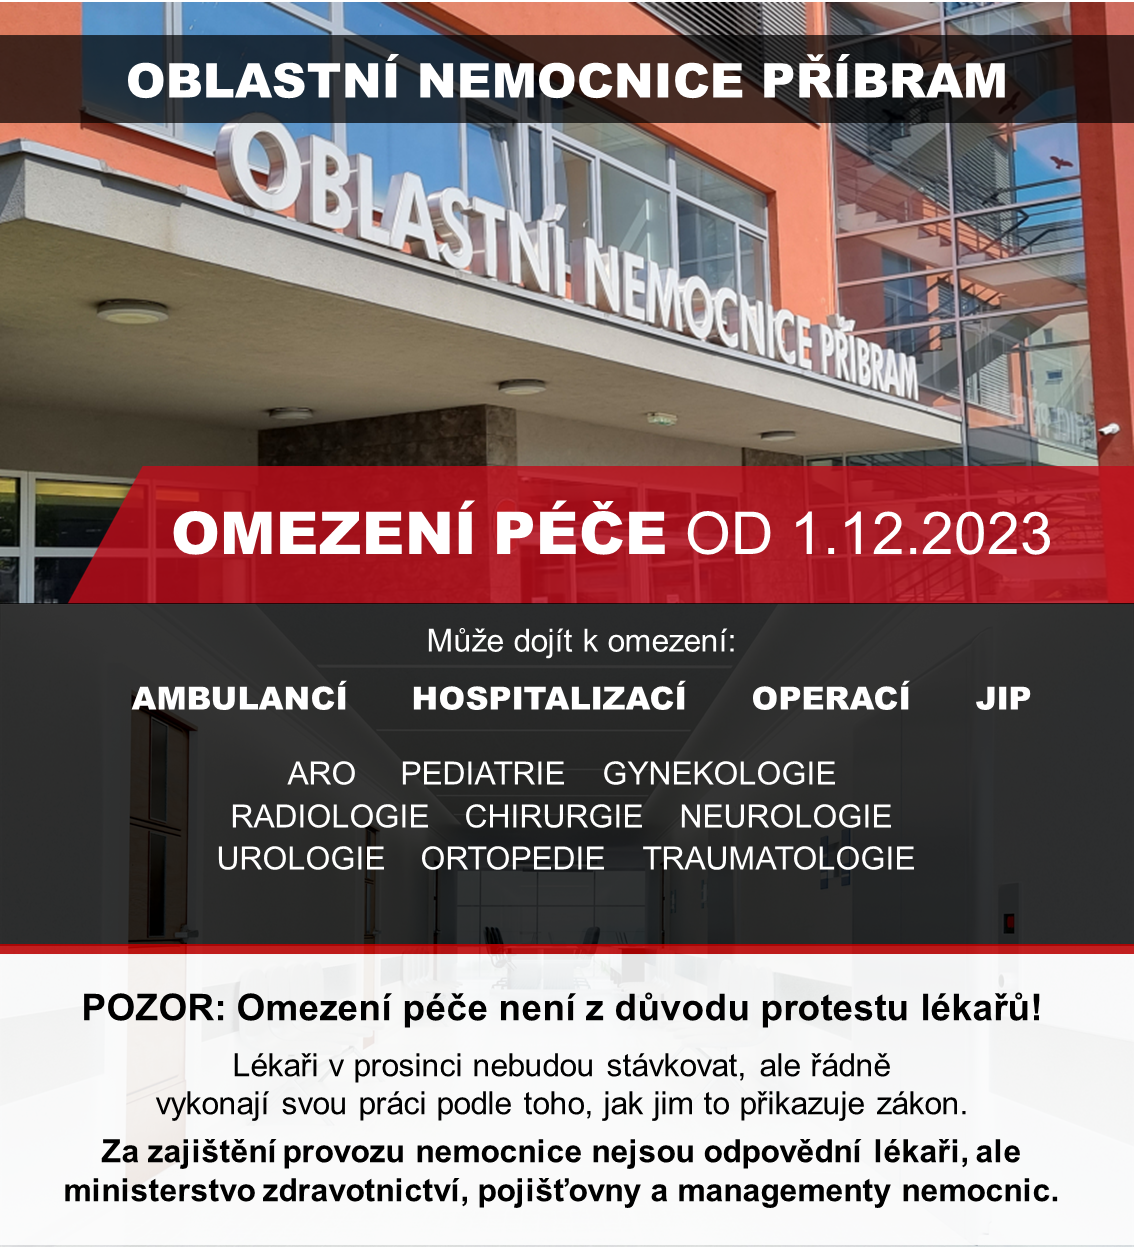 OBLASTNÍ NEMOCNICE PŘÍBRAM
OBLASTNÍ NEMOCNICE PŘÍBRAM
OMEZENÍ PÉČE OD 1.12.2023
Může dojít k omezení:
AMBULANCÍ HOSPITALIZACÍ OPERACÍ JIP
ARO PEDIATRIE GYNEKOLOGIE
RADIOLOGIE CHIRURGIE NEUROLOGIE
UROLOGIE ORTOPEDIE TRAUMATOLOGIE
POZOR: Omezení péče není z důvodu protestu lékařů!
Lékaři v prosinci nebudou stávkovat, ale řádně
vykonají svou práci podle toho, jak jim to přikazuje zákon.
Za zajištění provozu nemocnice nejsou odpovědní lékaři, ale
ministerstvo zdravotnictví, pojišťovny a managementy nemocnic.